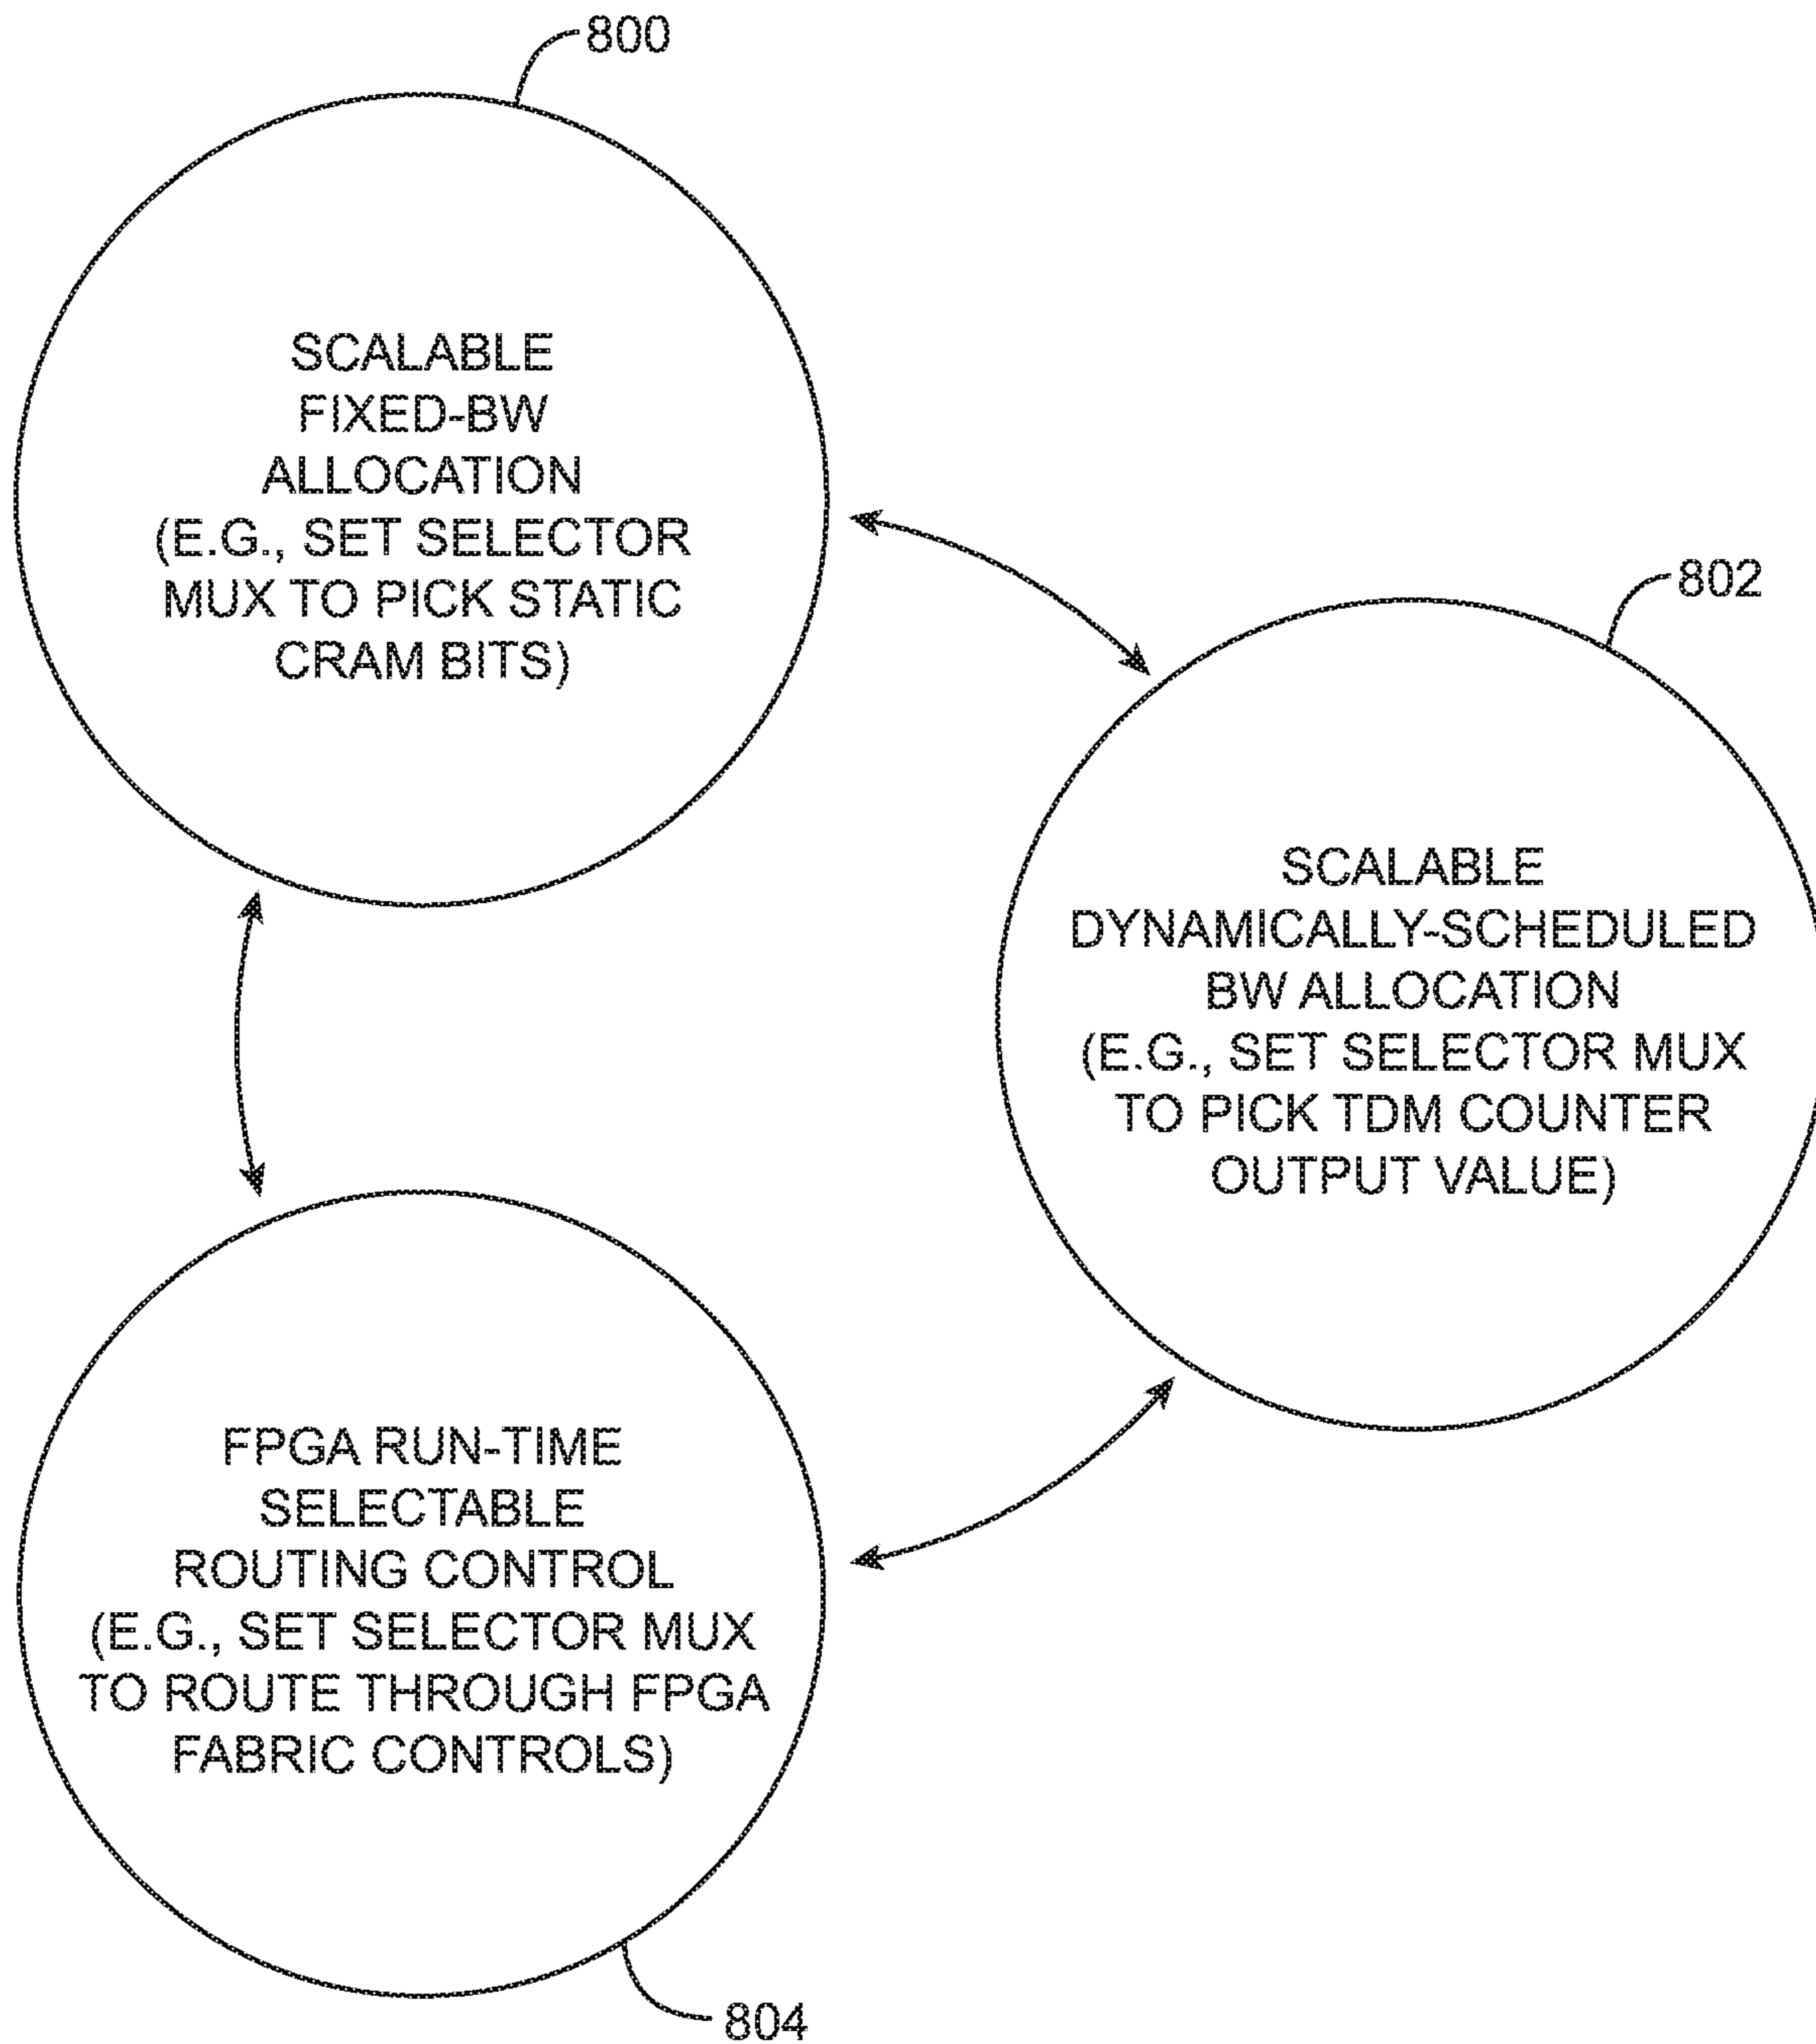 800
SCALABLE
FIXED-BW
ALLOCATION
(E.G., SET SELECTOR
MUX TO PICK STATIC
CRAM BITS)
802
SCALABLE
DYNAMICALLY-SCHEDULED
BW ALLOCATION
(E.G., SET SELECTOR MUX
TO PICK TDM COUNTER
OUTPUT VALUE)
FPGA RUN-TIME
SELECTABLE
ROUTING CONTROL
(E.G., SET SELECTOR MUX
TO ROUTE THROUGH FPGA
FABRIC CONTROLS)
804